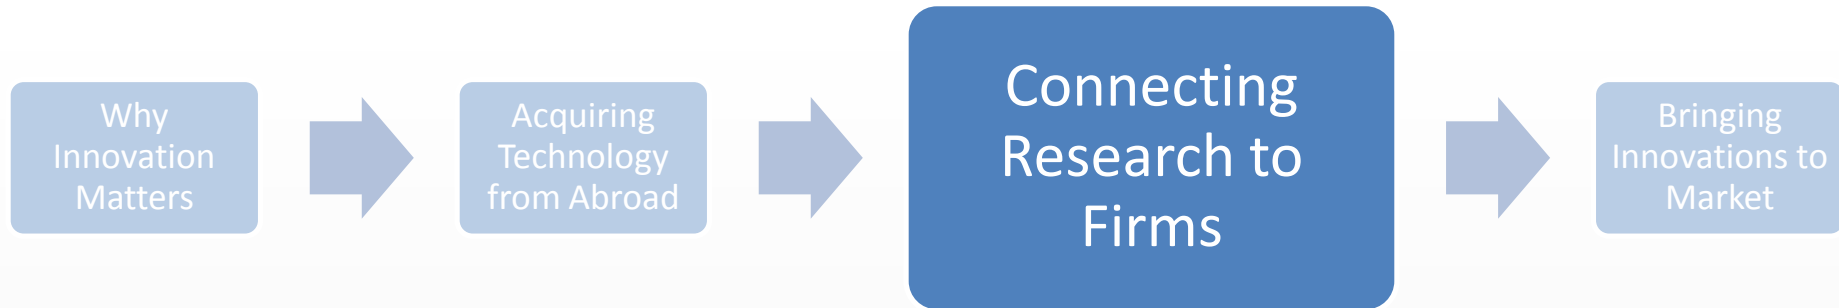 Why
Innovation
Matters
Acquiring
Technology
from Abroad
Connecting
Research to
Firms
Bringing
Innovations to
Market